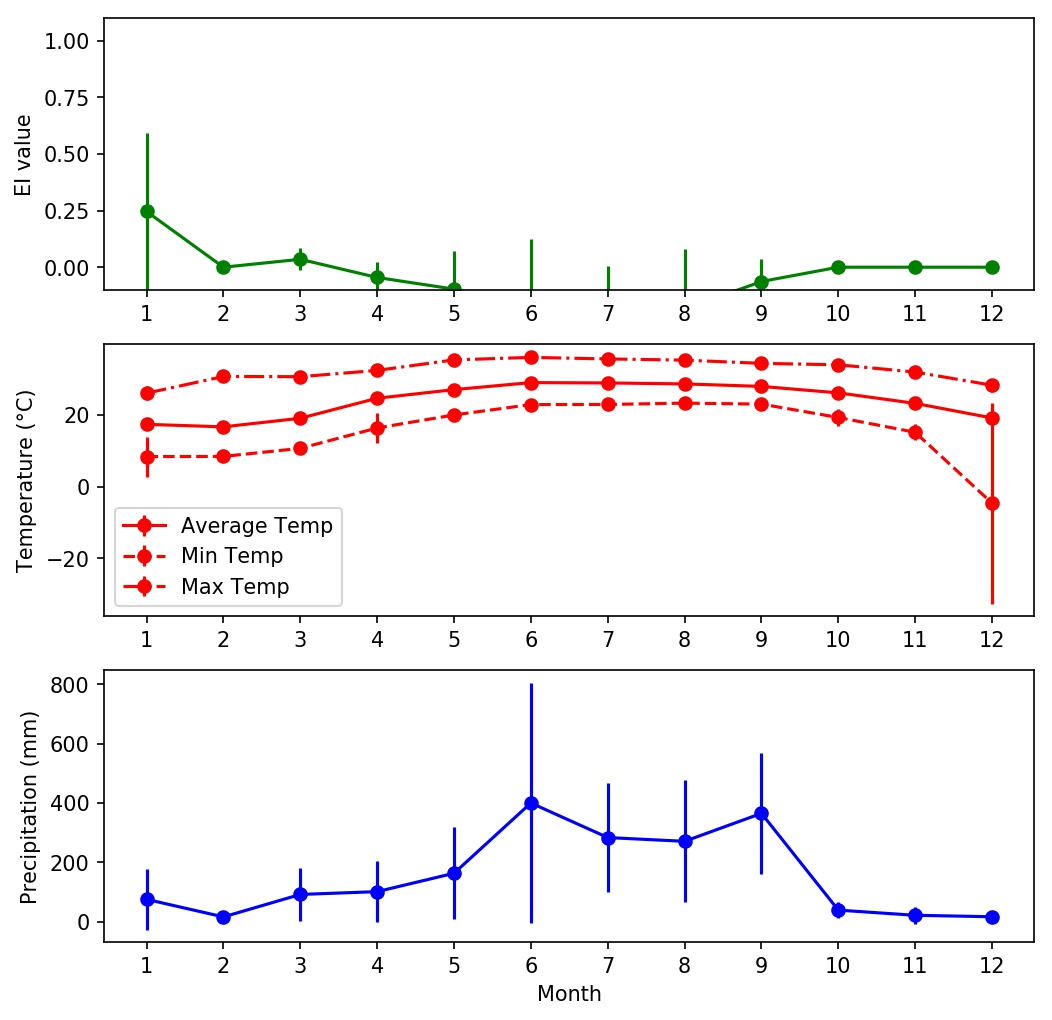 1.00
0.75
0.50
0.25
0.00
EI value
1 2 3 4 5 6 7 8 9 10 11 12
20
0
−20
Temperature (°C)
Average Temp
Min Temp
Max Temp
1 2 3 4 5 6 7 8 9 10 11 12
800
600
400
200
0
Precipitation (mm)
1 2 3 4 5 6 7 8 9 10 11 12
Month